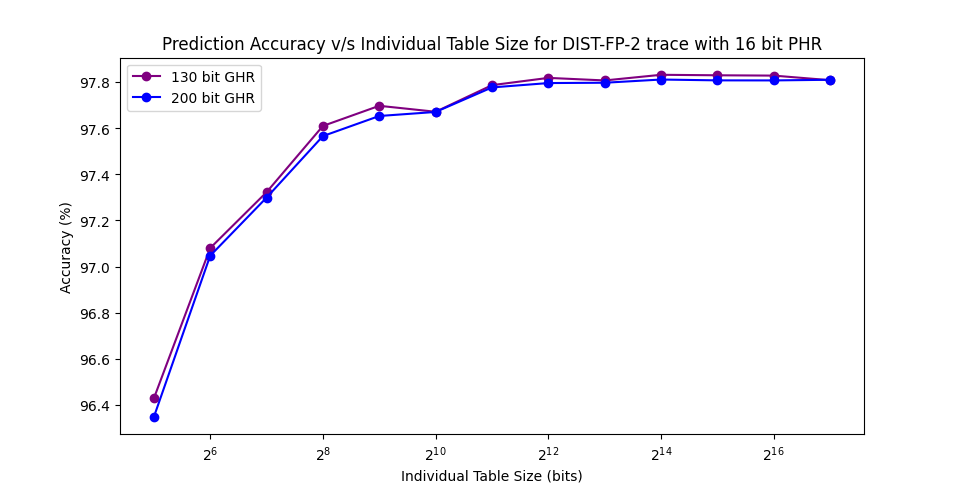 Prediction Accuracy v/s Individual Table Size for DIST-FP-2 trace with 16 bit PHR
130 bit GHR
200 bit GHR
97.8
97.6
97.4
97.2
97.0
96.8
96.6
96.4
Accuracy (%)
2^6 2^8 2^10 2^12 2^14 2^16
Individual Table Size (bits)